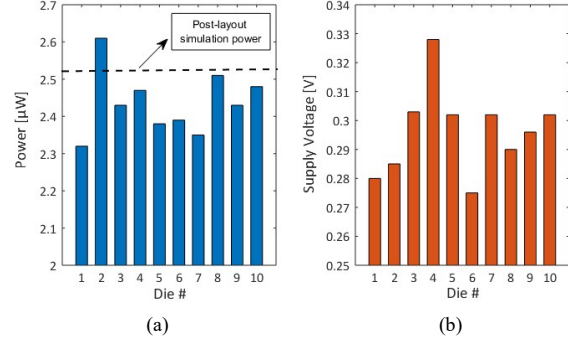 2.7
2.6
2.5
2.4
2.3
2.2
2.1
2
Power [µW]
Post-layout
simulation power
1 2 3 4 5 6 7 8 9 10
Die #
(a)
0.34
0.33
0.32
0.31
0.3
0.29
0.28
0.27
0.26
0.25
Supply Voltage [V]
1 2 3 4 5 6 7 8 9 10
Die #
(b)